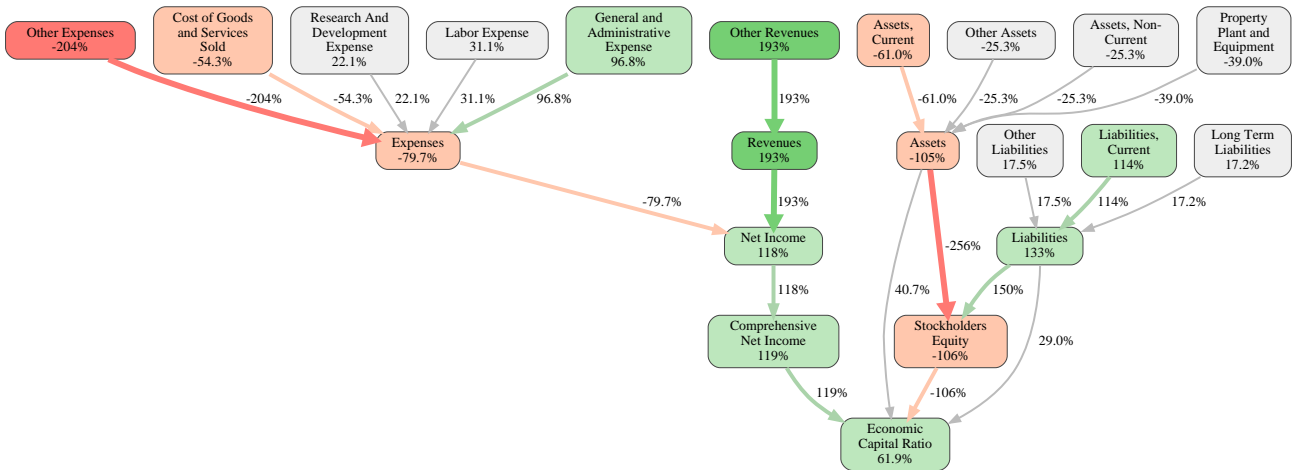 Other Expenses
-204%
Cost of Goods
and Services
Sold
-54.3%
Research And
Development
Expense
22.1%
Labor Expense
31.1%
General and
Administrative
Expense
96.8%
Other Revenues
193%
Assets,
Current
-61.0%
Other Assets
-25.3%
Assets, Non-
Current
-25.3%
Property
Plant and
Equipment
-39.0%
-204%
-54.3%
22.1%
31.1%
96.8%
193%
-61.0%
-25.3%
-25.3%
-39.0%
Expenses
-79.7%
Revenues
193%
Assets
-105%
Other
Liabilities
17.5%
Liabilities,
Current
114%
Long Term
Liabilities
17.2%
-79.7%
193%
17.5%
114%
17.2%
Net Income
118%
-256%
Liabilities
133%
118%
40.7%
150%
Comprehensive
Net Income
119%
Stockholders
Equity
-106%
29.0%
119%
-106%
Economic
Capital Ratio
61.9%